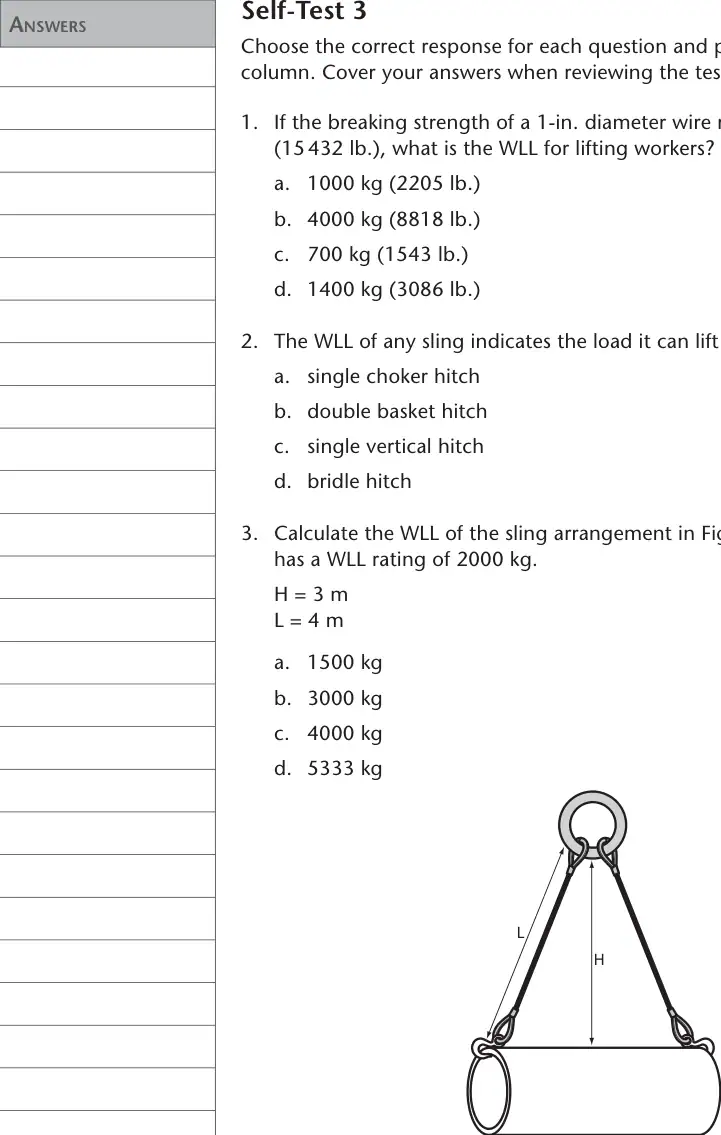 ANSWERS
Self-Test 3
Choose the correct response for each question and
column. Cover your answers when reviewing the
1. If the breaking strength of a 1-in. diameter wire
(15 432 lb.), what is the WLL for lifting workers?
a. 1000 kg (2205 lb.)
b. 4000 kg (8818 lb.)
c. 700 kg (1543 lb.)
d. 1400 kg (3086 lb.)
2. The WLL of any sling indicates the load it can lift
a. single choker hitch
b. double basket hitch
c. single vertical hitch
d. bridle hitch
3. Calculate the WLL of the sling arrangement in
has a WLL rating of 2000 kg.
H = 3 m
L = 4 m
a. 1500 kg
b. 3000 kg
c. 4000 kg
d. 5333 kg
L
H